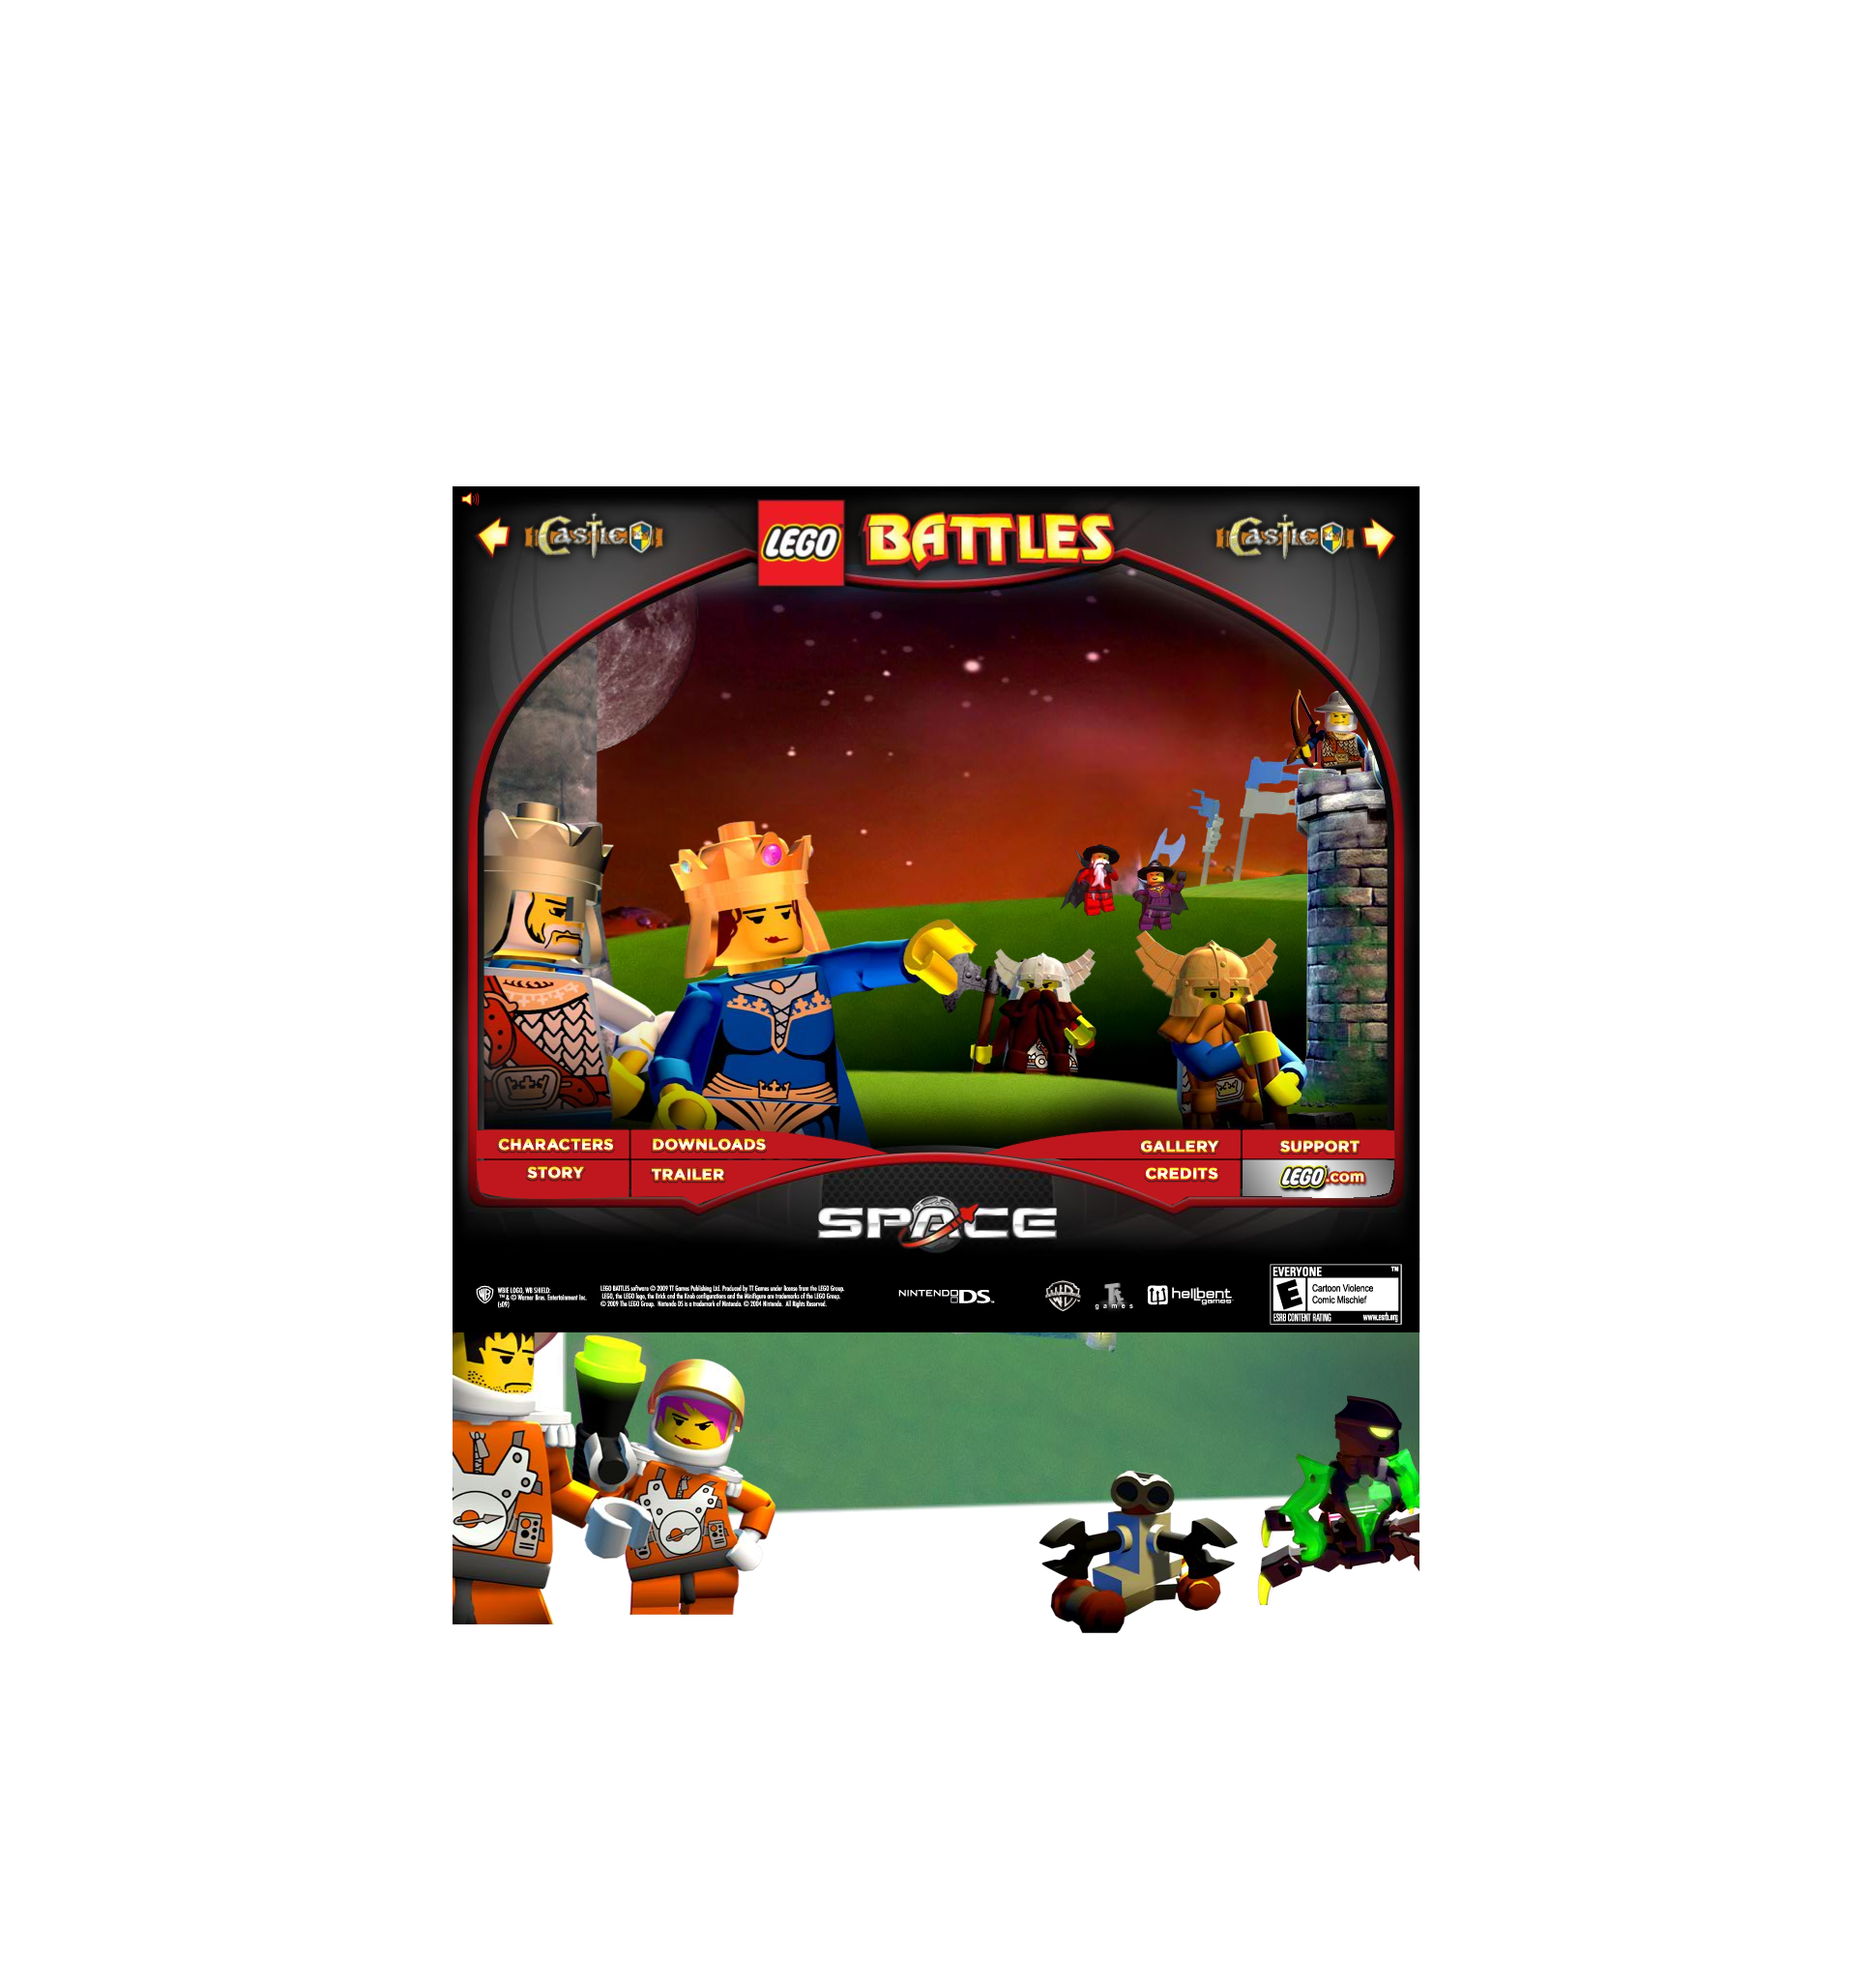 Castle
LEGO BATTLES
Castle
CHARACTERS
DOWNLOADS
GALLERY
SUPPORT
STORY
TRAILER
CREDITS
LEGO.com
SPACE
WBIE LOGO, WB SHIELD:
™ & © Warner Bros. Entertainment Inc.
(s09)
LEGO BATTLES software © 2009 TT Games Publishing Ltd. Produced by TT Games under license from the LEGO Group.
LEGO, the LEGO logo, the Brick and the Knob configurations and the Minifigure are trademarks of the LEGO Group.
© 2009 The LEGO Group. Nintendo DS is a trademark of Nintendo. © 2004 Nintendo. All Rights Reserved.
NINTENDO DS™
WB
games
hellbent
games
EVERYONE ™
E
Cartoon Violence
Comic Mischief
ESRB CONTENT RATING www.esrb.org